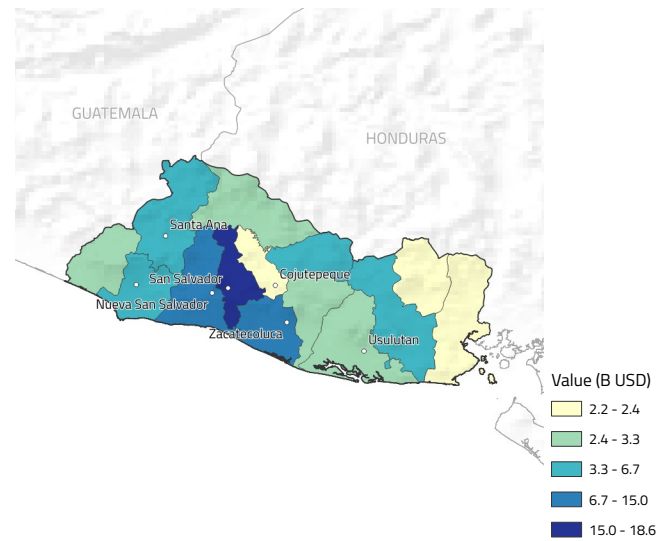 GUATEMALA
HONDURAS
Santa Ana
San Salvador
Cojutepeque
Nueva San Salvador
Zacatecoluca
Usulutan
Value (B USD)
2.2 - 2.4
2.4 - 3.3
3.3 - 6.7
6.7 - 15.0
15.0 - 18.6